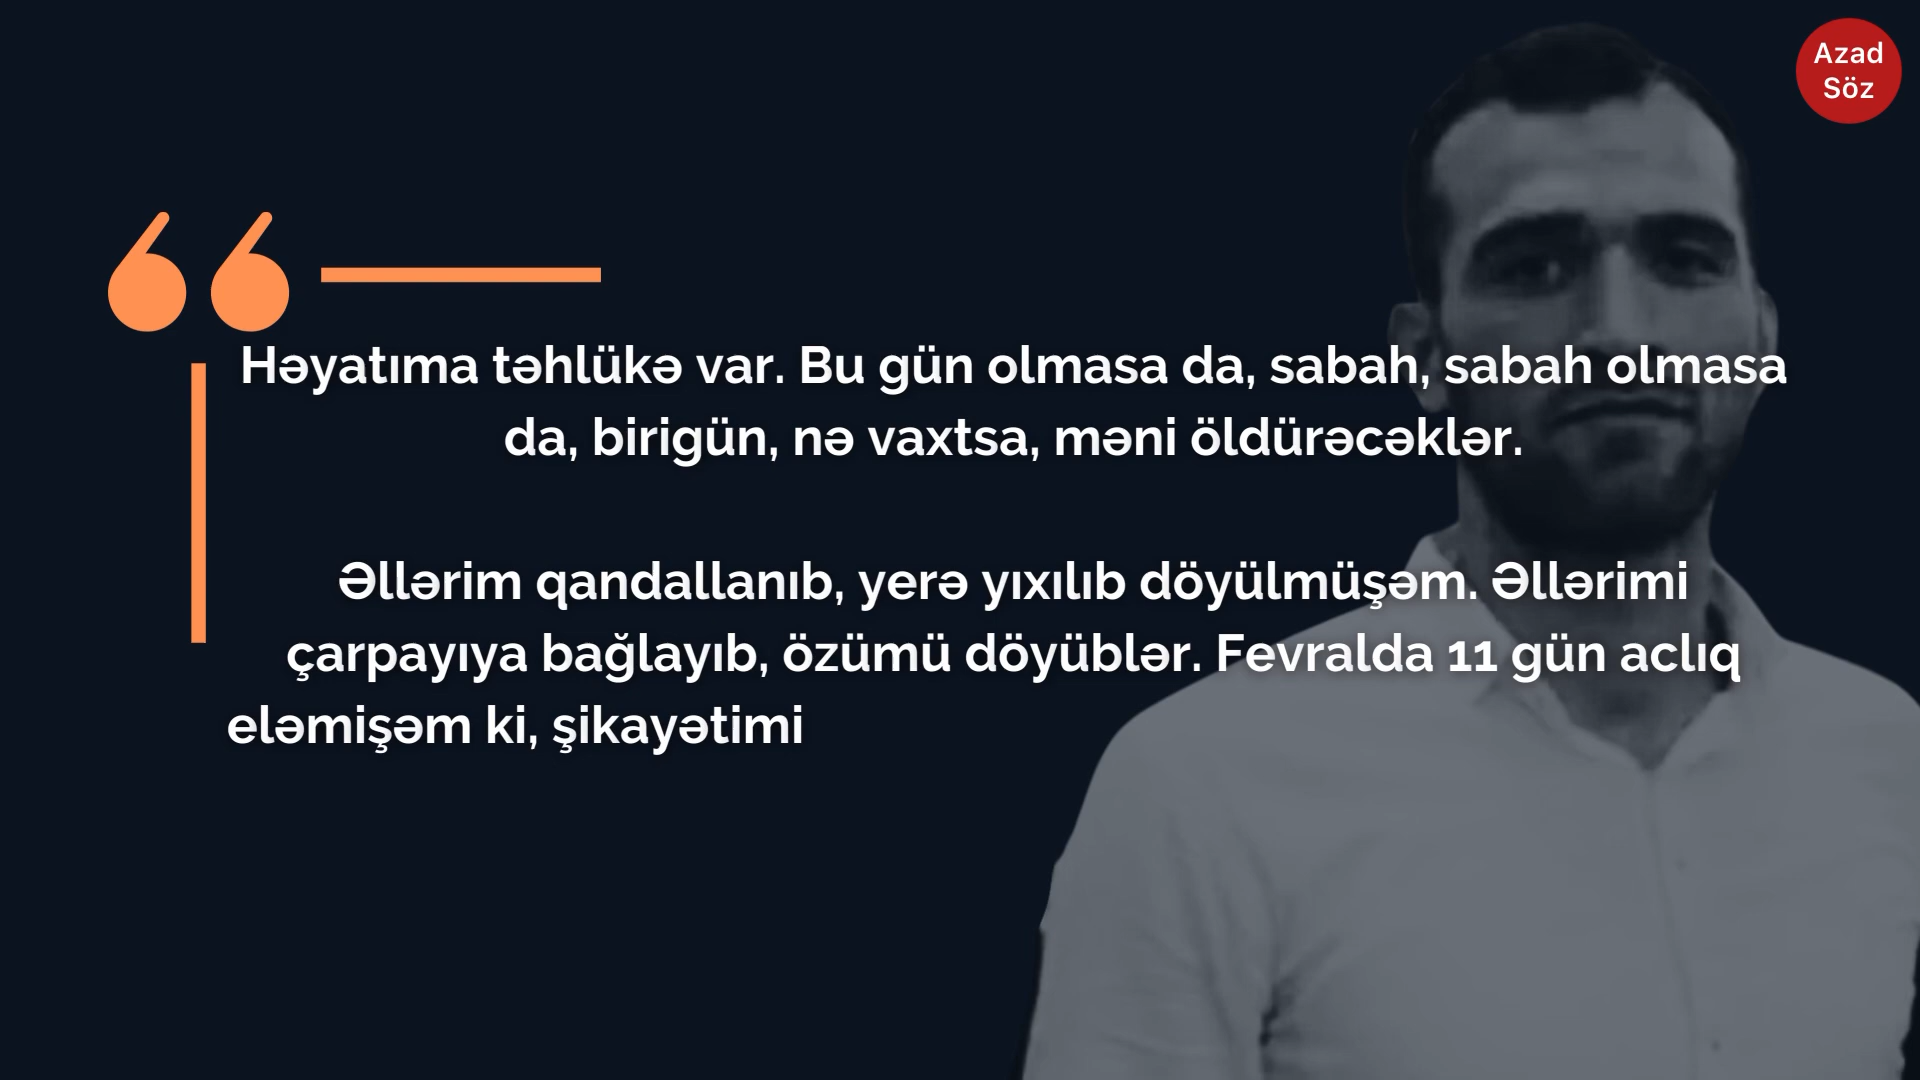 Azad
Söz
Həyatıma təhlükə var. Bu gün olmasa da, sabah, sabah olmasa
da, birigün, nə vaxtsa, məni öldürəcəklər.
Əllərim qandallanıb, yerə yıxılıb döyülmüşəm. Əllərimi
çarpayıya bağlayıb, özümü döyüblər. Fevralda 11 gün aclıq
eləmişəm ki, şikayətimi